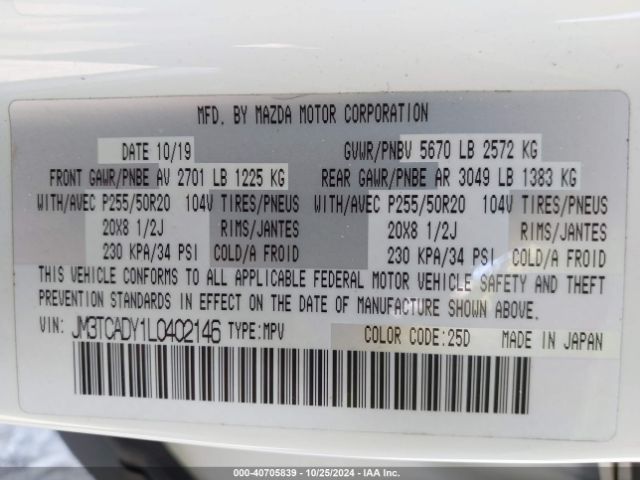 MFD. BY MAZDA MOTOR CORPORATION
DATE 10/19 GVWR/PNBV 5670 LB 2572 KG
FRONT GAWR/PNBE AV 2701 LB 1225 KG REAR GAWR/PNBE AR 3049 LB 1383 KG
WITH/AVEC P255/50R20 104V TIRES/PNEUS WITH/AVEC P255/50R20 104V TIRES/PNEUS
20X8 1/2J RIMS/JANTES 20X8 1/2J RIMS/JANTES
230 KPA/34 PSI COLD/A FROID 230 KPA/34 PSI COLD/A FROID
THIS VEHICLE CONFORMS TO ALL APPLICABLE FEDERAL MOTOR VEHICLE SAFETY AND THEFT
PREVENTION STANDARDS IN EFFECT ON THE DATE OF MANUFACTURE SHOWN ABOVE.
VIN: JM3TCADY1L0402146 TYPE:MPV COLOR CODE:25D MADE IN JAPAN
000-40705839 - 10/25/2024 - IAA Inc.